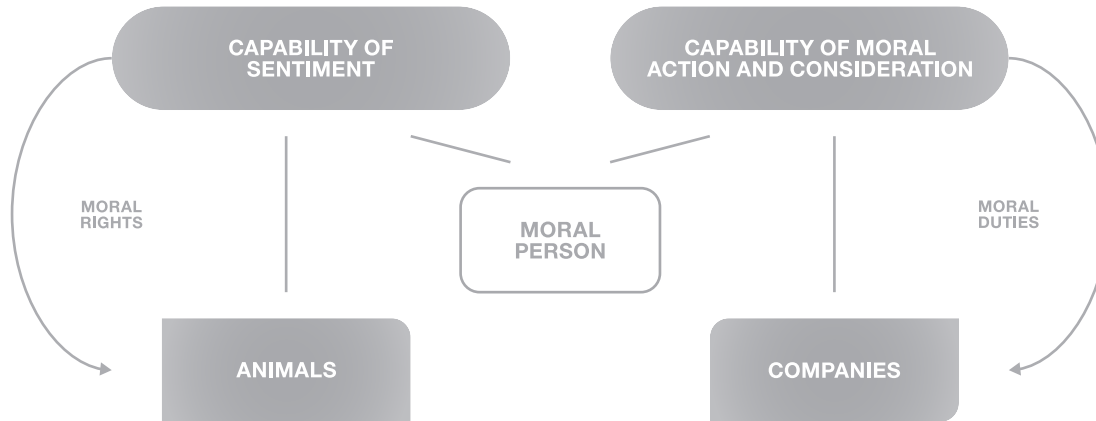 CAPABILITY OF
SENTIMENT
CAPABILITY OF MORAL
ACTION AND CONSIDERATION
MORAL
RIGHTS
MORAL
PERSON
MORAL
DUTIES
ANIMALS
COMPANIES